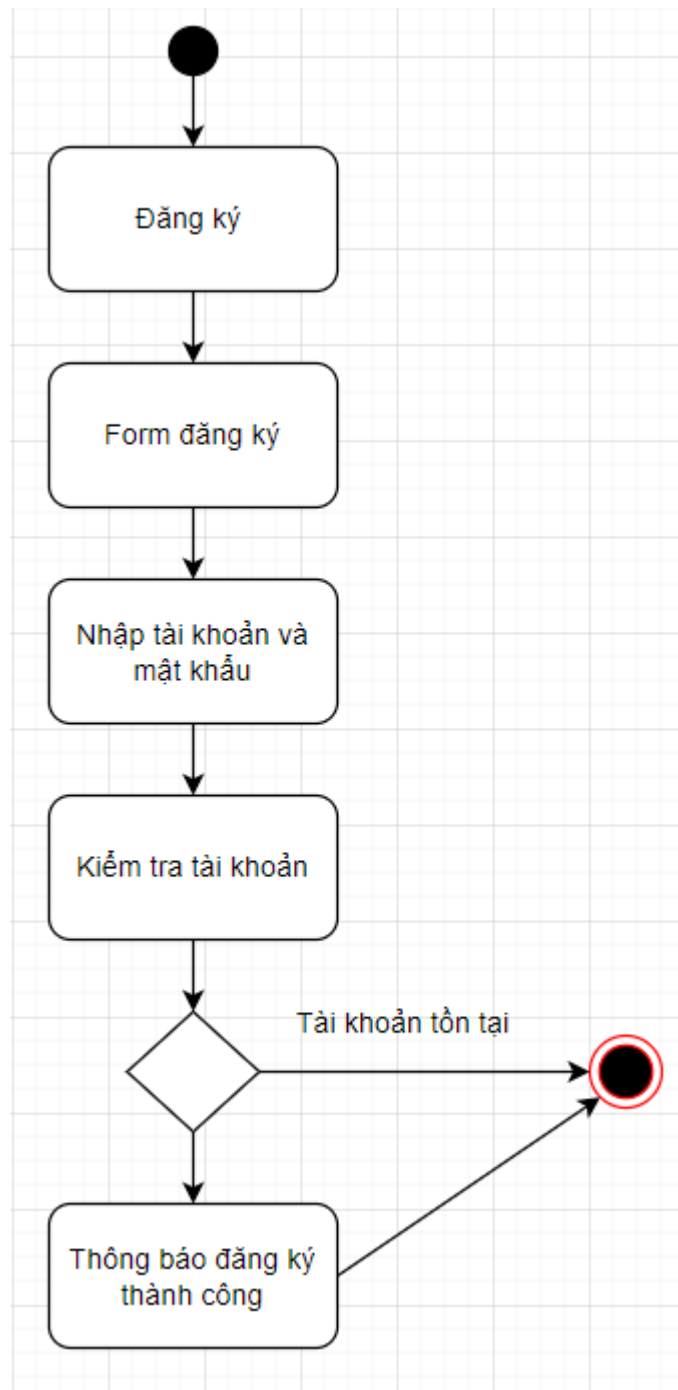 Đăng ký
Form đăng ký
Nhập tài khoản và
mật khẩu
Kiểm tra tài khoản
Tài khoản tồn tại
Thông báo đăng ký
thành công